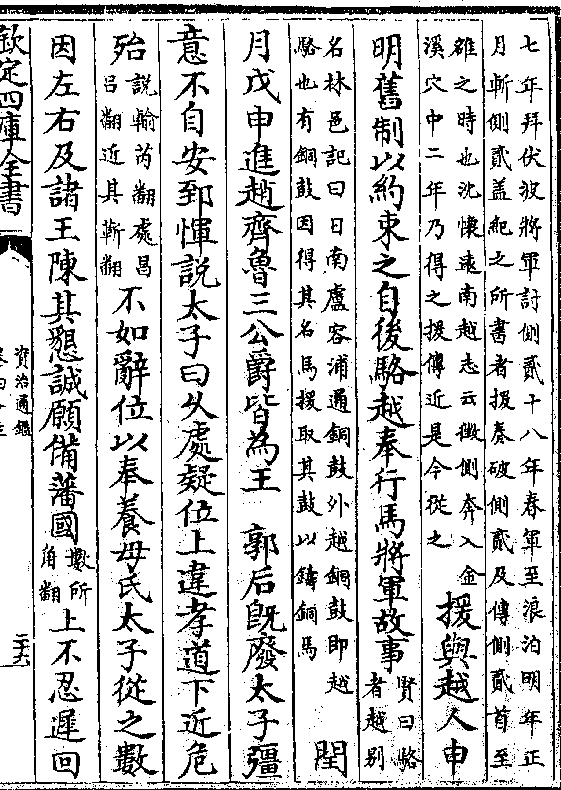 七年拜伏波將軍討側貳十八年春軍至浪泊明年正
月斬側貳盖紀之所書者援奏破側貳及傳側貳首至
雒之時也沈懷遠南越志云徵側奔入金
溪穴中二年乃得之援傳近是今從之
援與越人申
明舊制以約束之自後駱越奉行馬將軍故事
賢曰駱
者越别
名林邑記曰日南盧容浦通銅鼓外越銅鼓即越
駱也有銅鼓因得其名馬援取其鼓以鑄銅馬
閏
月戊申進趙齊魯三公爵皆為王 郭后旣廢太子彊
意不自安郅惲説太子曰乆處疑位上違孝道下近危
殆
説輸芮翻處昌
吕翻近其靳翻
不如辭位以奉養母氏太子從之數
因左右及諸王陳其懇誠願備藩國
數所
角翻
上不忍遲回
欽定四庫全書
資治通鑑